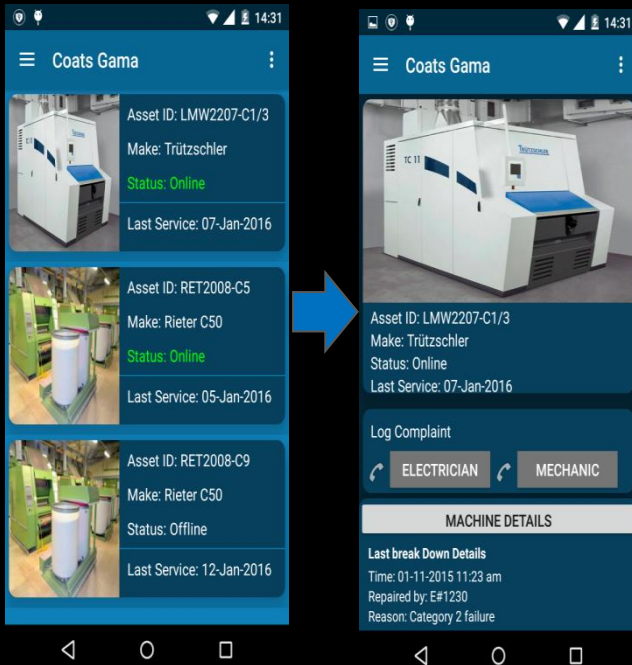 14:31
Coats Gama
Asset ID: LMW2207-C1/3
Make: Trützschler
Status: Online
Last Service: 07-Jan-2016
Asset ID: RET2008-C5
Make: Rieter C50
Status: Online
Last Service: 05-Jan-2016
Asset ID: RET2008-C9
Make: Rieter C50
Status: Offline
Last Service: 12-Jan-2016
14:31
Coats Gama
TC 11
TRÜTZSCHLER
Asset ID: LMW2207-C1/3
Make: Trützschler
Status: Online
Last Service: 07-Jan-2016
Log Complaint
ELECTRICIAN
MECHANIC
MACHINE DETAILS
Last break Down Details
Time: 01-11-2015 11:23 am
Repaired by: E#1230
Reason: Category 2 failure